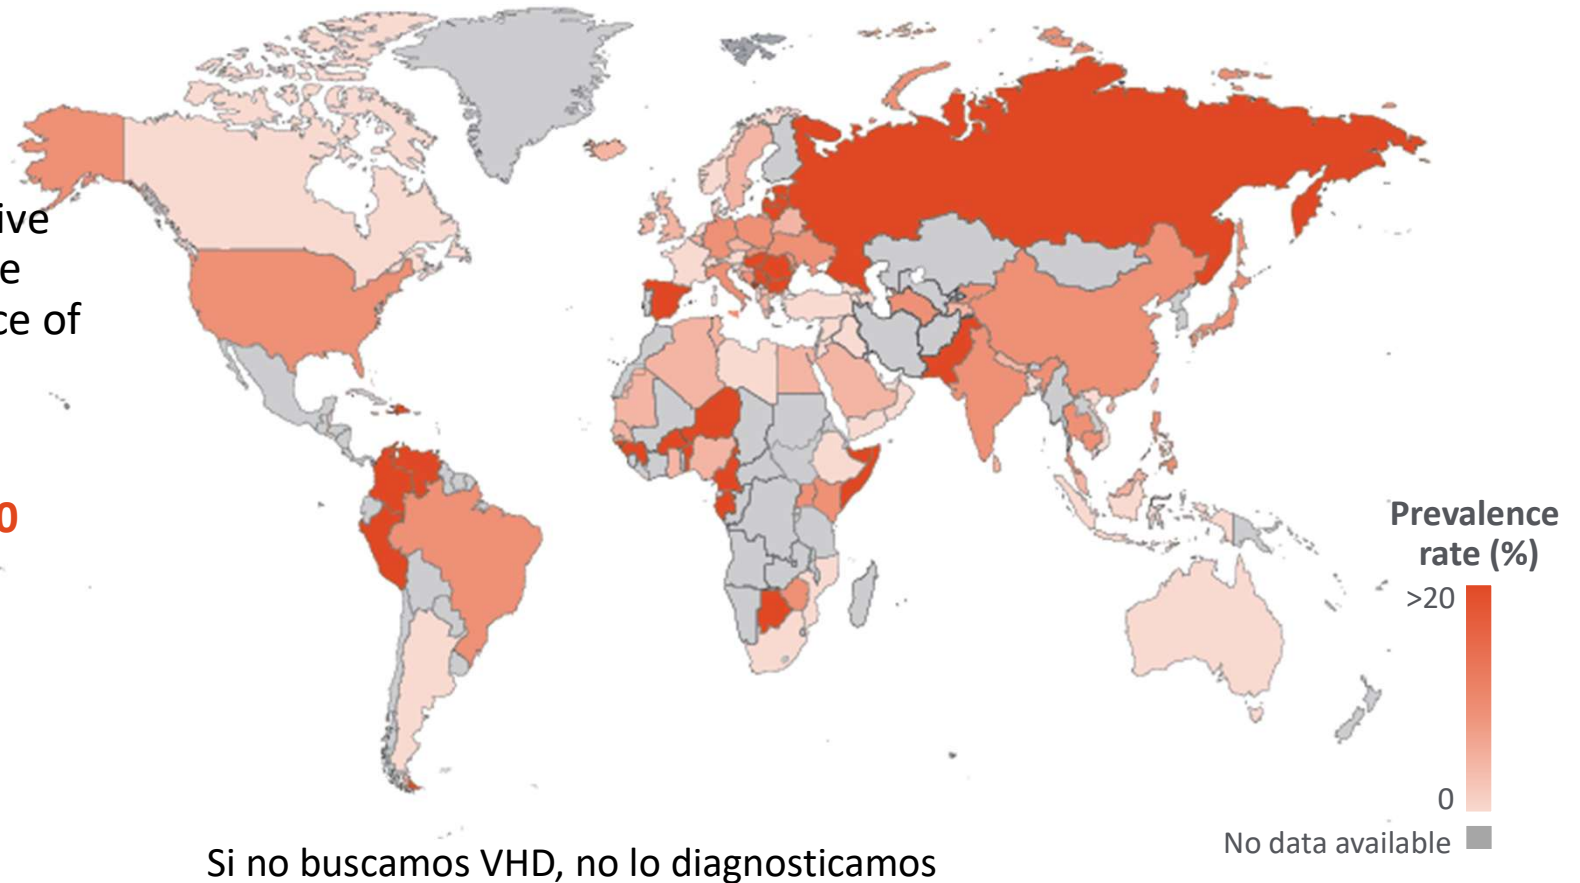 ive
e
ce of
0
Prevalence
rate (%)
>20
0
No data available
Si no buscamos VHD, no lo diagnosticamos